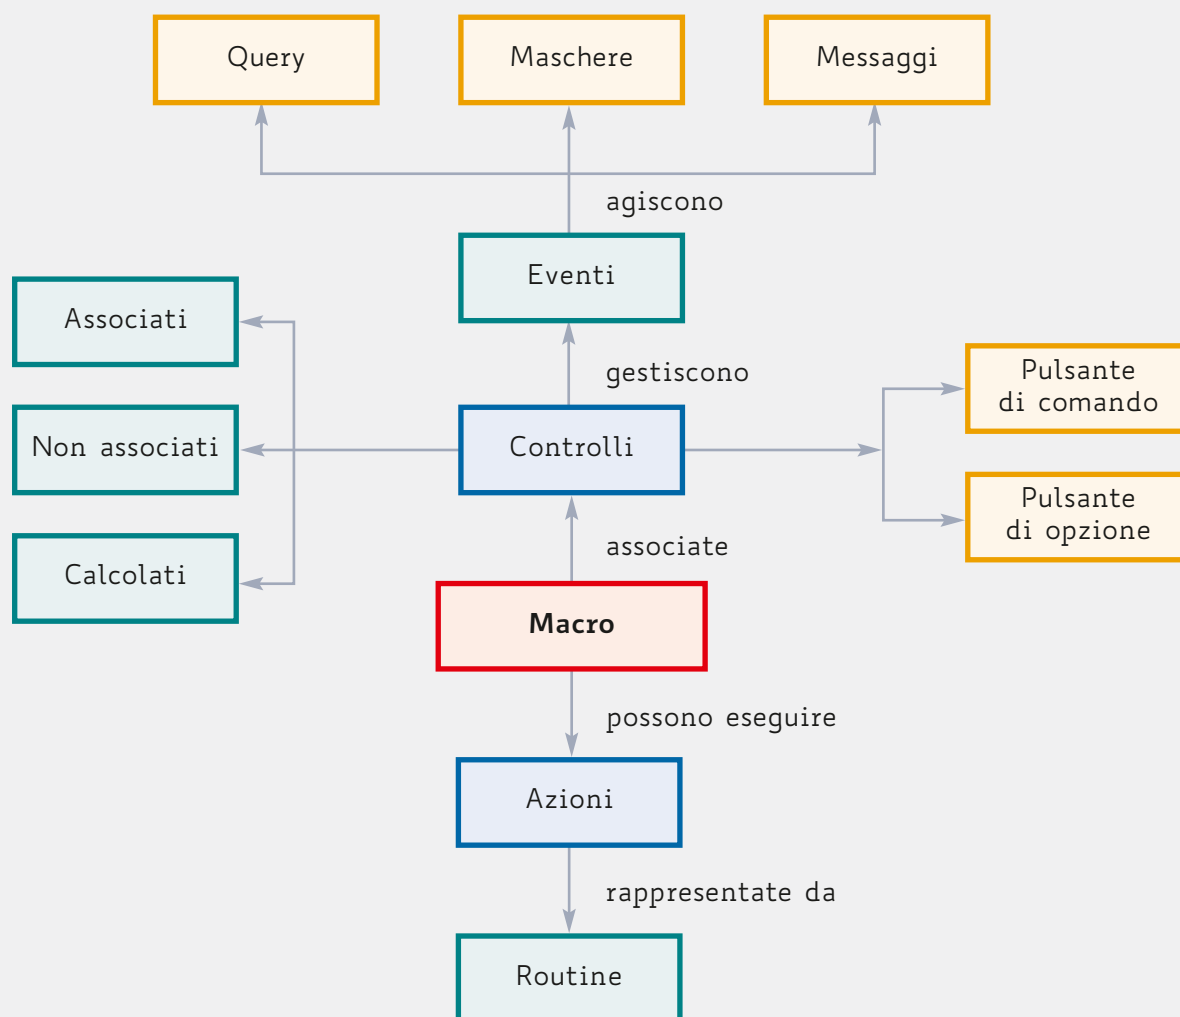 Query
Maschere
Messaggi
agiscono
Eventi
Associati
gestiscono
Pulsante
di comando
Non associati
Controlli
Pulsante
di opzione
associate
Calcolati
Macro
possono eseguire
Azioni
rappresentate da
Routine